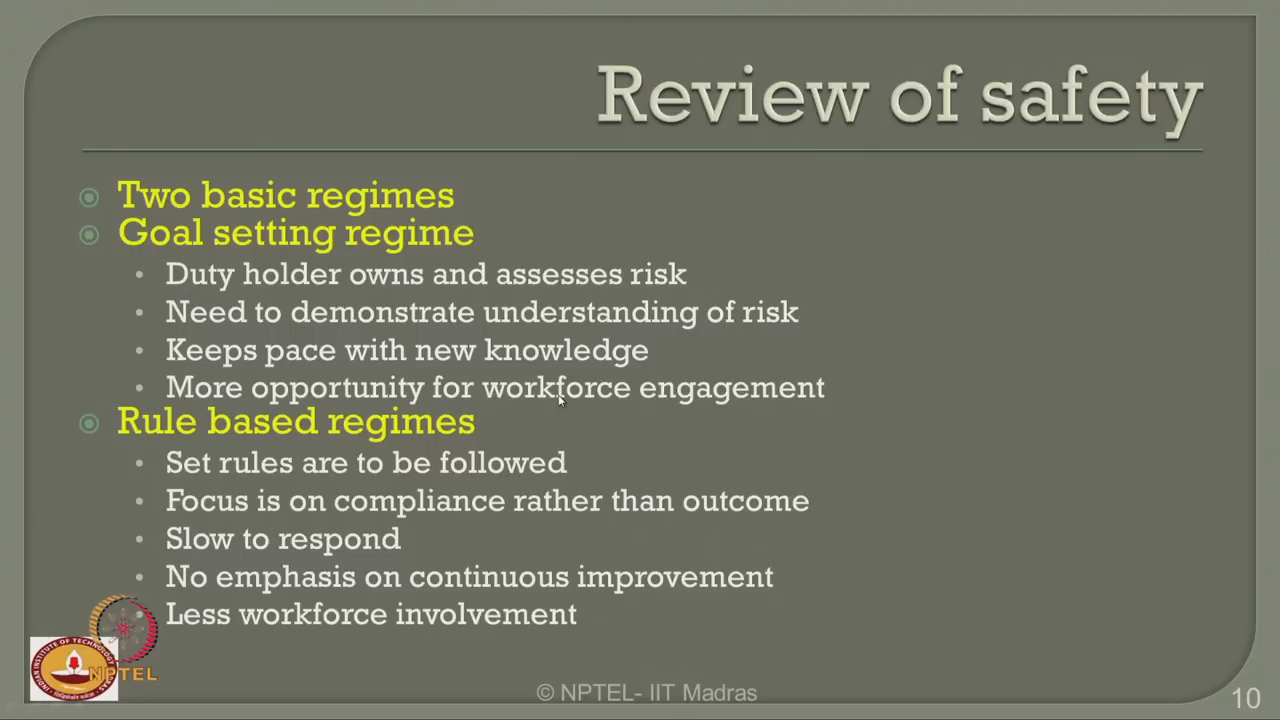 Review of safety
Two basic regimes
Goal setting regime
Duty holder owns and assesses risk
Need to demonstrate understanding of risk
Keeps pace with new knowledge
More opportunity for workforce engagement
Rule based regimes
Set rules are to be followed
Focus is on compliance rather than outcome
Slow to respond
No emphasis on continuous improvement
Less workforce involvement
NPTEL
© NPTEL- IIT Madras
10